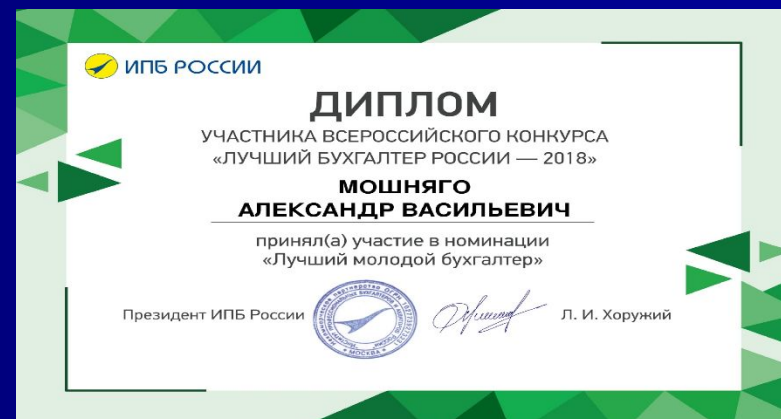 ИПБ РОССИИ
ДИПЛОМ
УЧАСТНИКА ВСЕРОССИЙСКОГО КОНКУРСА
«ЛУЧШИЙ БУХГАЛТЕР РОССИИ — 2018»
МОШНЯГО
АЛЕКСАНДР ВАСИЛЬЕВИЧ
принял(а) участие в номинации
«Лучший молодой бухгалтер»
Президент ИПБ России
Л. И. Хоружий
МОСКВА